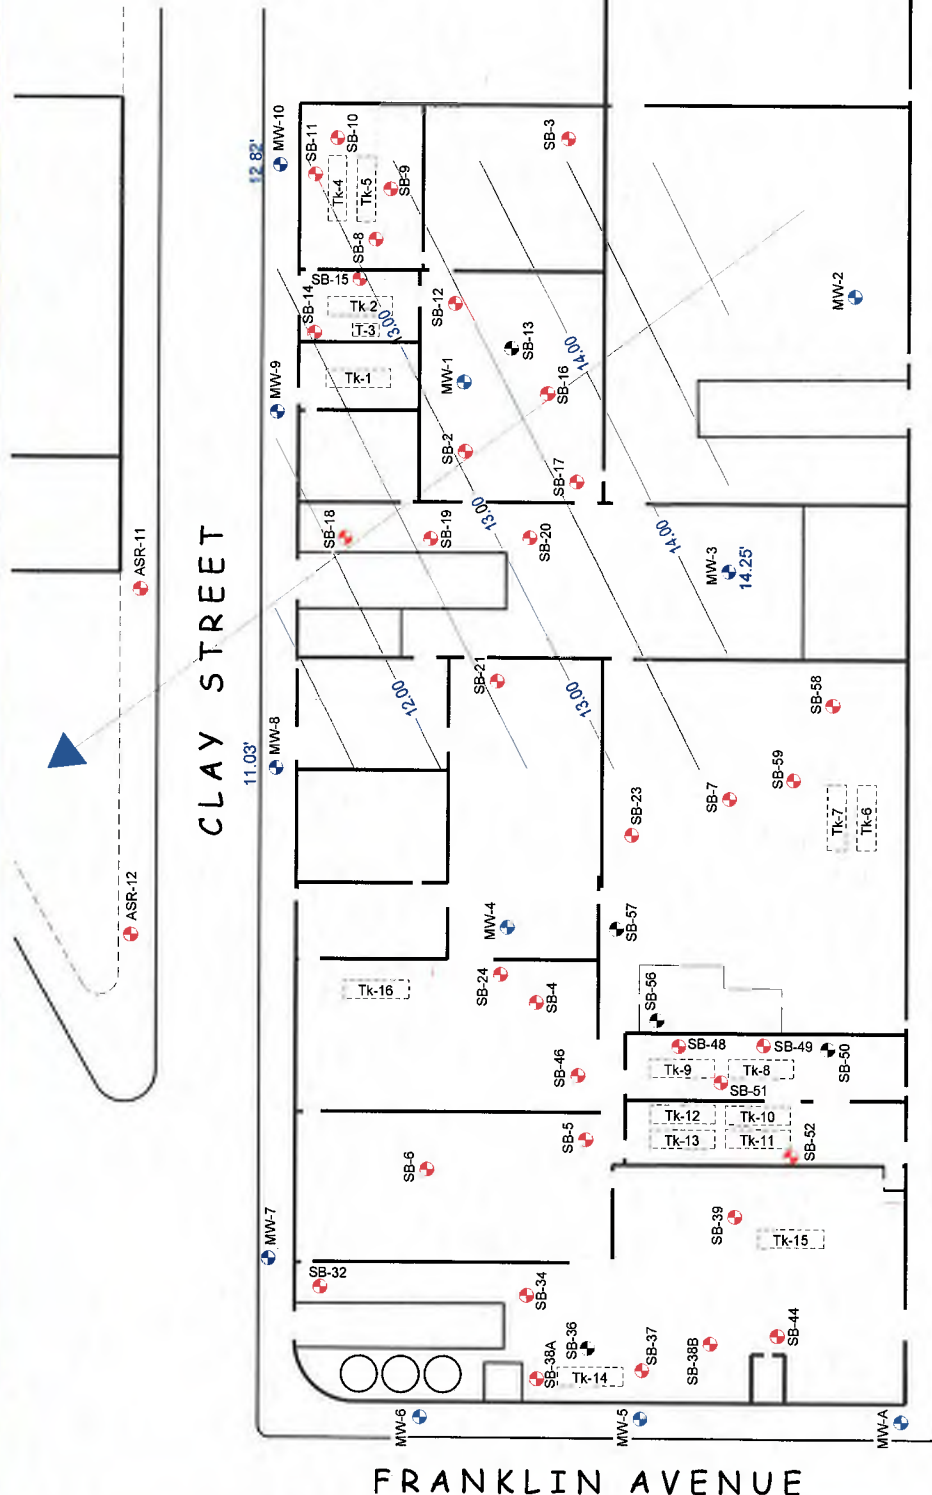 MW-10
12.82'
SB-11
SB-10
Tk-4
Tk-5
SB-9
SB-8
SB-3
SB-15
SB-14
Tk-2
T-3
13.00
SB-12
SB-13
14.00
MW-2
MW-9
Tk-1
MW-1
SB-16
SB-2
SB-17
SB-18
SB-19
13.00
SB-20
14.00
MW-3
14.25'
ASR-11
CLAY STREET
SB-21
12.00
13.00
SB-58
MW-8
11.03'
SB-59
SB-7
SB-23
Tk-7
Tk-6
ASR-12
MW-4
SB-57
SB-24
SB-4
Tk-16
SB-56
SB-48
SB-49
SB-50
SB-46
Tk-9
Tk-8
SB-51
Tk-12
Tk-10
Tk-13
Tk-11
SB-52
SB-5
SB-6
SB-39
Tk-15
MW-7
SB-32
SB-34
SB-36
SB-37
SB-38B
SB-44
SB-38A
Tk-14
MW-6
MW-5
MW-A
FRANKLIN AVENUE